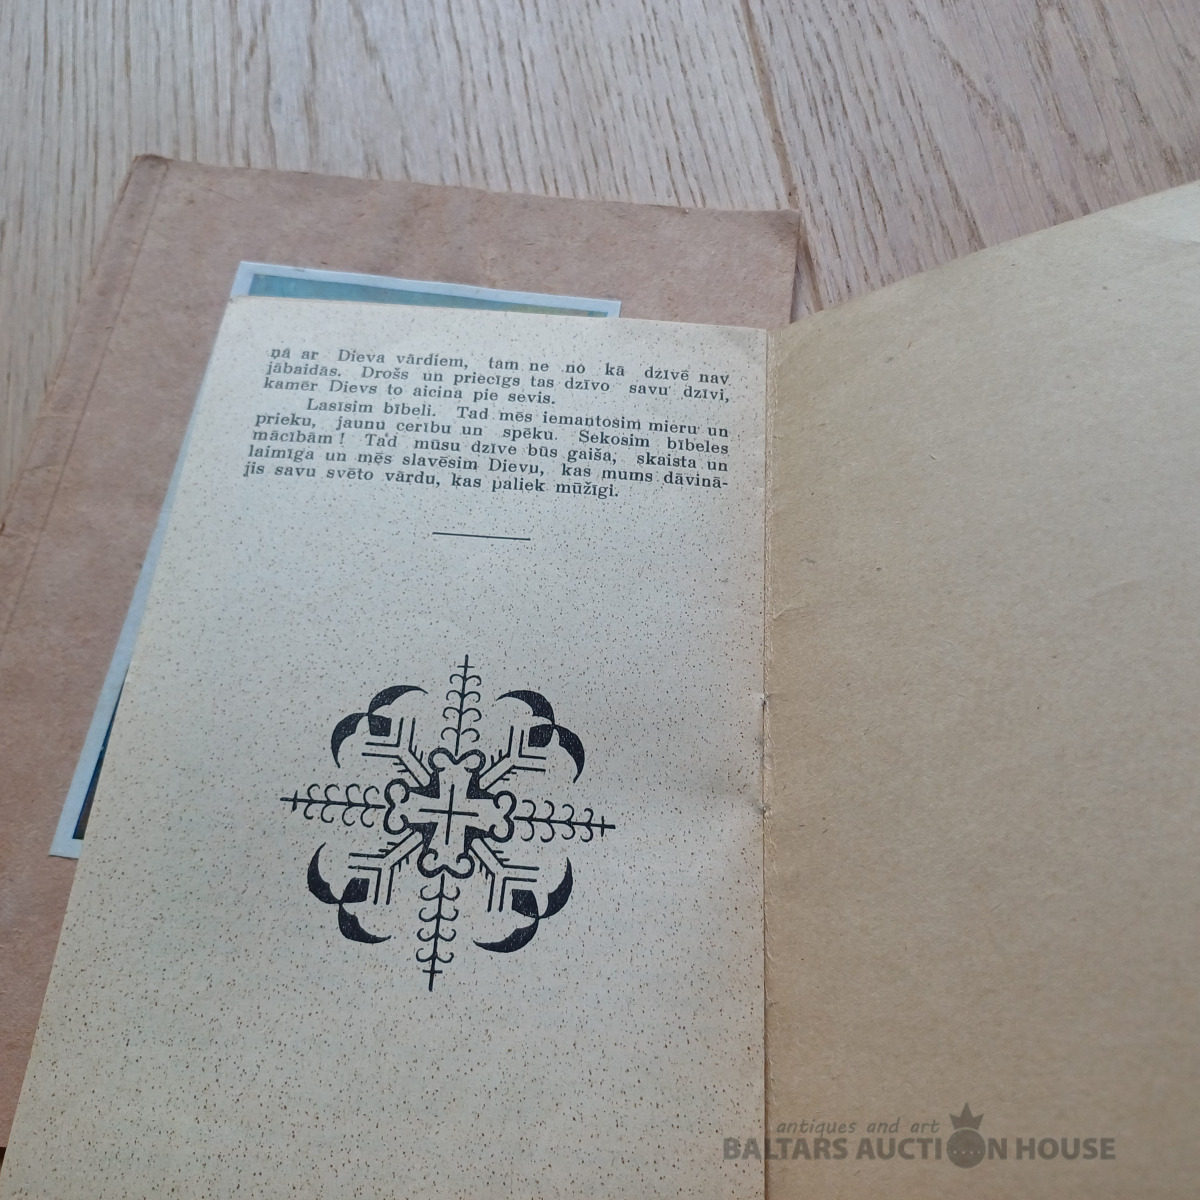 ņā ar Dieva vārdiem, tam ne no kā dzīvē nav
jābaidās. Drošs un priecīgs tas dzīvo savu dzīvi,
kamēr Dievs to aicina pie sevis.
Lasīsim bībeli. Tad mēs iemantosim mieru un
prieku, jaunu cerību un spēku. Sekosim bībeles
mācībām! Tad mūsu dzīve būs gaiša, skaista un
laimīga un mēs slavēsim Dievu, kas mums dāvinā-
jis savu svēto vārdu, kas paliek mūžīgi.
antiques and art
BALTARS AUCTION HOUSE